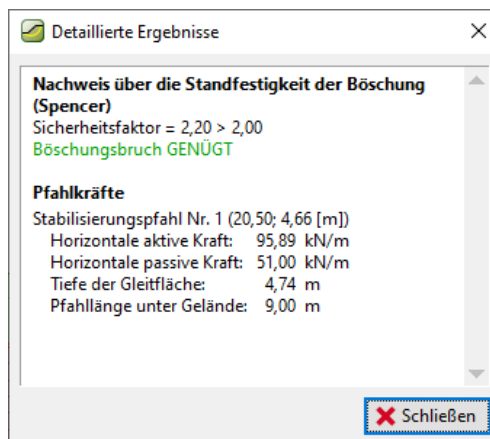 Detaillierte Ergebnisse
Nachweis über die Standfestigkeit der Böschung
(Spencer)
Sicherheitsfaktor = 2,20 > 2,00
Böschungsbruch GENÜGT
Pfahlkräfte
Stabilisierungspfahl Nr. 1 (20,50; 4,66 [m])
Horizontale aktive Kraft: 95,89 kN/m
Horizontale passive Kraft: 51,00 kN/m
Tiefe der Gleitfläche: 4,74 m
Pfahllänge unter Gelände: 9,00 m
Schließen